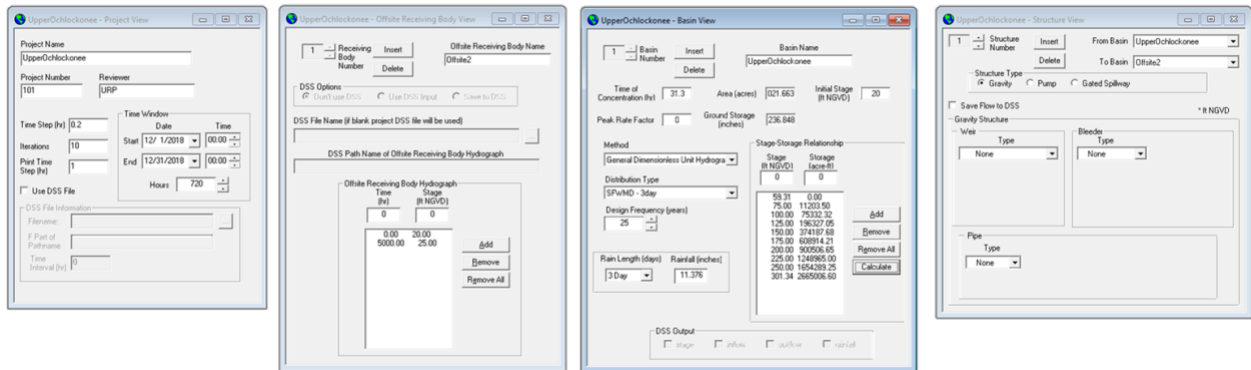 UpperOchlockonee - Project View
Project Name
UpperOchlockonee
Project Number Reviewer
101 URP
Time Window
Date Time
Time Step (hr) 0.2
Start 12/ 1/2018 00:00
Iterations 10
End 12/31/2018 00:00
Print Time Step (hr) 1
Hours 720
Use DSS File
DSS File Information
Filename: ...
F Part of Pathname
Time Interval (hr) 0
UpperOchlockonee - Offsite Receiving Body View
1 Receiving Body Number Insert Delete
Offsite Receiving Body Name
Offsite2
DSS Options
Don't use DSS Use DSS Input Save to DSS
DSS File Name (if blank project DSS file will be used)
...
DSS Path Name of Offsite Receiving Body Hydrograph
Offsite Receiving Body Hydrograph
Time (hr) Stage (ft NGVD)
0 0
0.00 20.00
5000.00 25.00
Add
Remove
Remove All
UpperOchlockonee - Basin View
1 Basin Number Insert Delete
Basin Name
UpperOchlockonee
Time of Concentration (hr) 31.3
Area (acres) 021.663
Initial Stage (ft NGVD) 20
Peak Rate Factor 0
Ground Storage (inches) 236.848
Method
General Dimensionless Unit Hydrogra
Distribution Type
SFWMD - 3day
Design Frequency (years)
25
Rain Length (days) Rainfall (inches)
3 Day 11.376
Stage-Storage Relationship
Stage (ft NGVD) Storage (acre-ft)
0 0
59.31 0.00
75.00 11203.50
100.00 75332.32
125.00 196327.05
150.00 374187.68
175.00 608914.21
200.00 900506.65
225.00 1248965.00
250.00 1654289.25
301.34 2665006.60
Add
Remove
Remove All
Calculate
DSS Output
stage inflow outflow rainfall
UpperOchlockonee - Structure View
1 Structure Number Insert Delete
From Basin UpperOchlockonee
To Basin Offsite2
Structure Type
Gravity Pump Gated Spillway
Save Flow to DSS
* ft NGVD
Gravity Structure
Weir
Type
None
Bleeder
Type
None
Pipe
Type
None